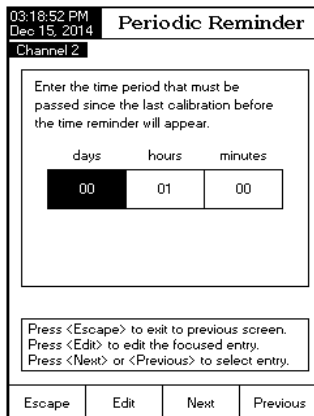 03:18:52 PM
Dec 15, 2014
Periodic Reminder
Channel 2
Enter the time period that must be
passed since the last calibration before
the time reminder will appear.
days hours minutes
00 01 00
Press <Escape> to exit to previous screen.
Press <Edit> to edit the focused entry.
Press <Next> or <Previous> to select entry.
Escape Edit Next Previous